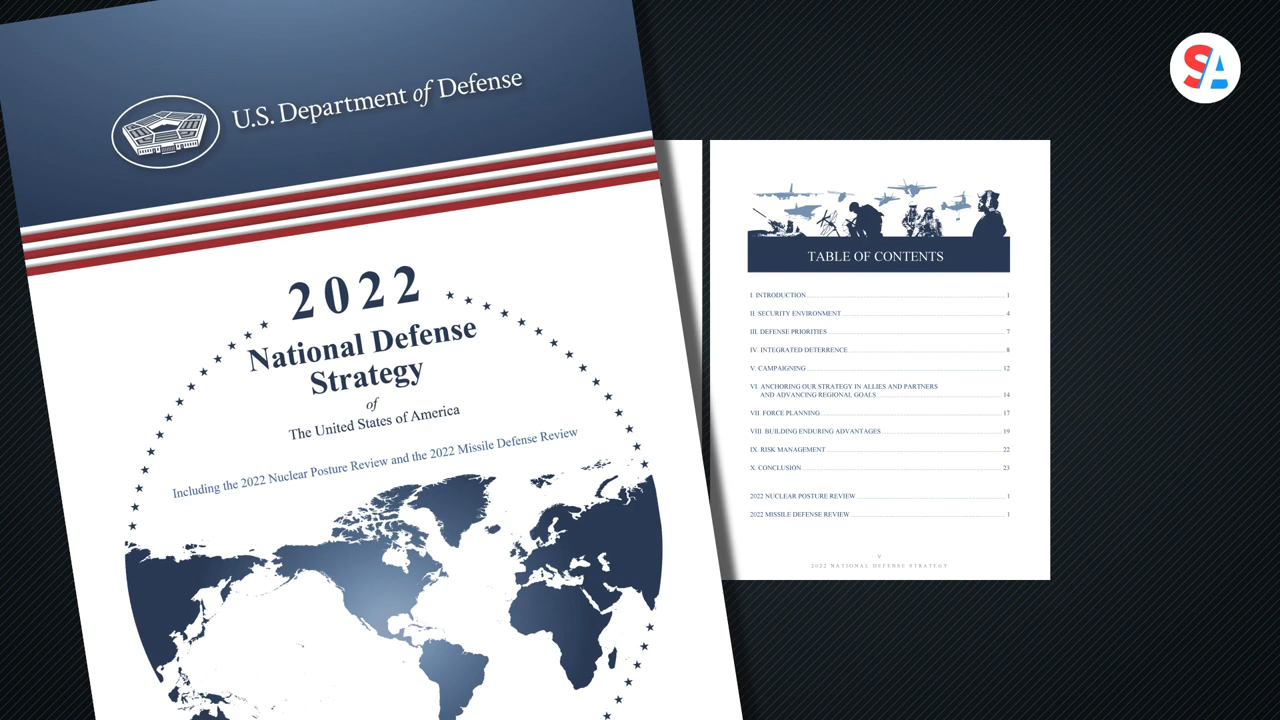 U.S. Department of Defense
2022
National Defense
Strategy
of
The United States of America
Including the 2022 Nuclear Posture Review and the 2022 Missile Defense Review
SA
TABLE OF CONTENTS
I. INTRODUCTION 1
II. SECURITY ENVIRONMENT 4
III. DEFENSE PRIORITIES 7
IV. INTEGRATED DETERRENCE 8
V. CAMPAIGNING 12
VI. ANCHORING OUR STRATEGY IN ALLIES AND PARTNERS
AND ADVANCING REGIONAL GOALS 14
VII. FORCE PLANNING 17
VIII. BUILDING ENDURING ADVANTAGES 19
IX. RISK MANAGEMENT 22
X. CONCLUSION 23
2022 NUCLEAR POSTURE REVIEW 1
2022 MISSILE DEFENSE REVIEW 1
V
2022 NATIONAL DEFENSE STRATEGY